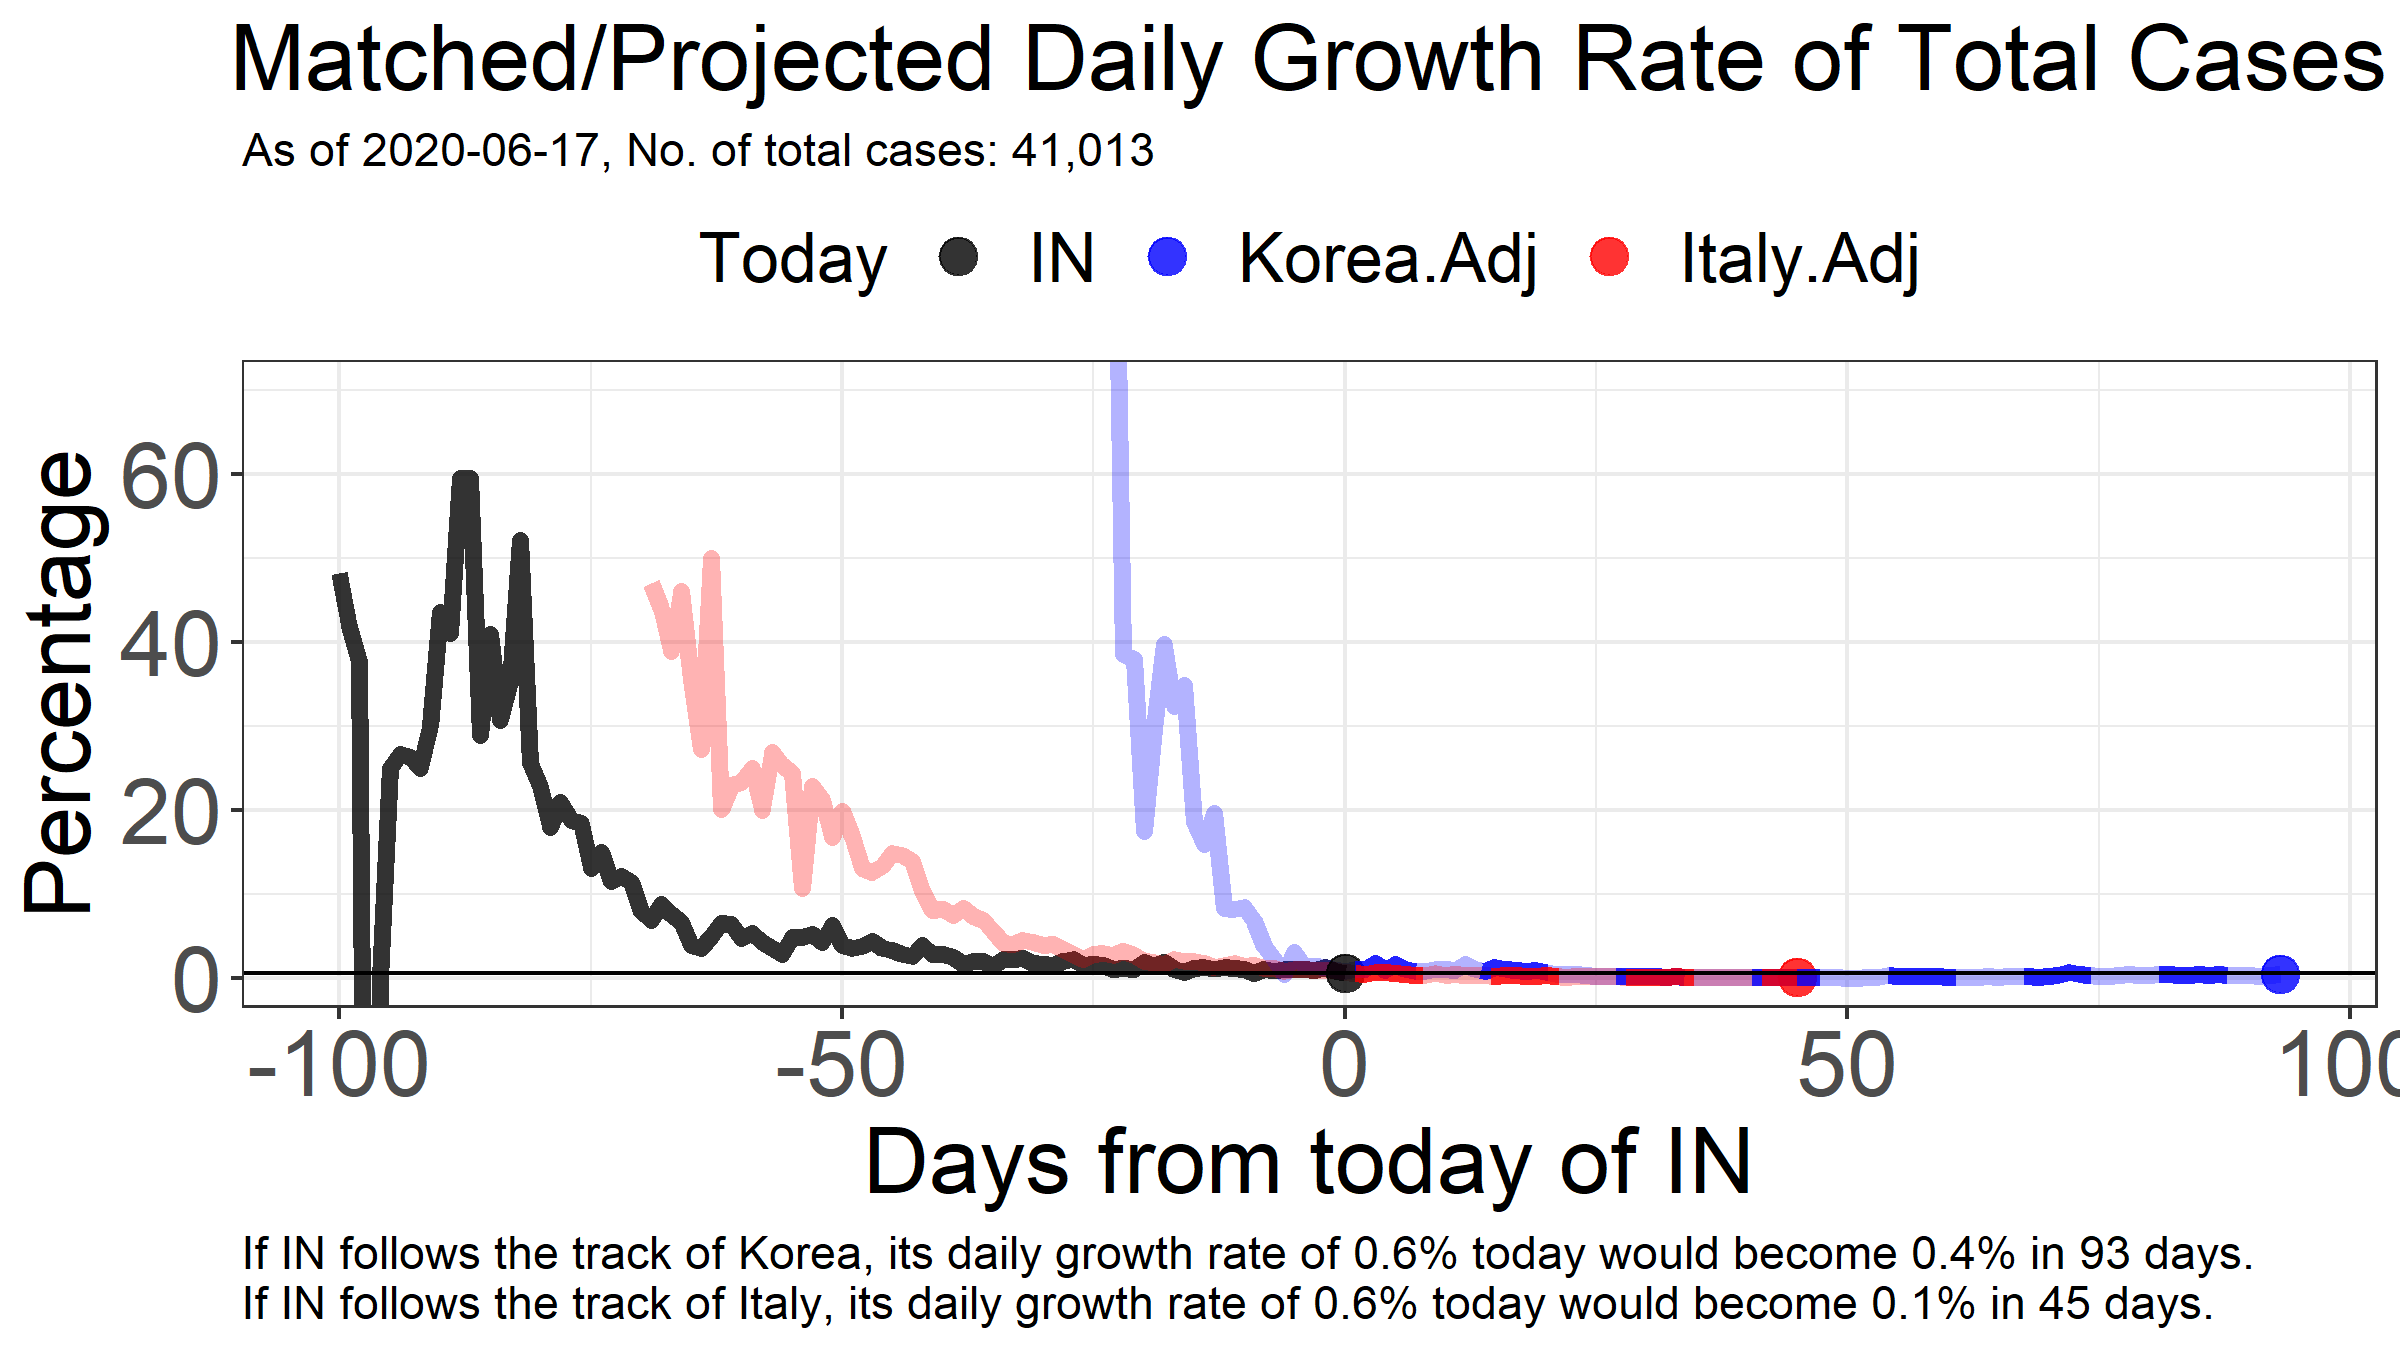 Matched/Projected Daily Growth Rate of Total Cases
As of 2020-06-17, No. of total cases: 41,013
Today IN Korea.Adj Italy.Adj
Percentage
60
40
20
0
-100 -50 0 50 100
Days from today of IN
If IN follows the track of Korea, its daily growth rate of 0.6% today would become 0.4% in 93 days.
If IN follows the track of Italy, its daily growth rate of 0.6% today would become 0.1% in 45 days.